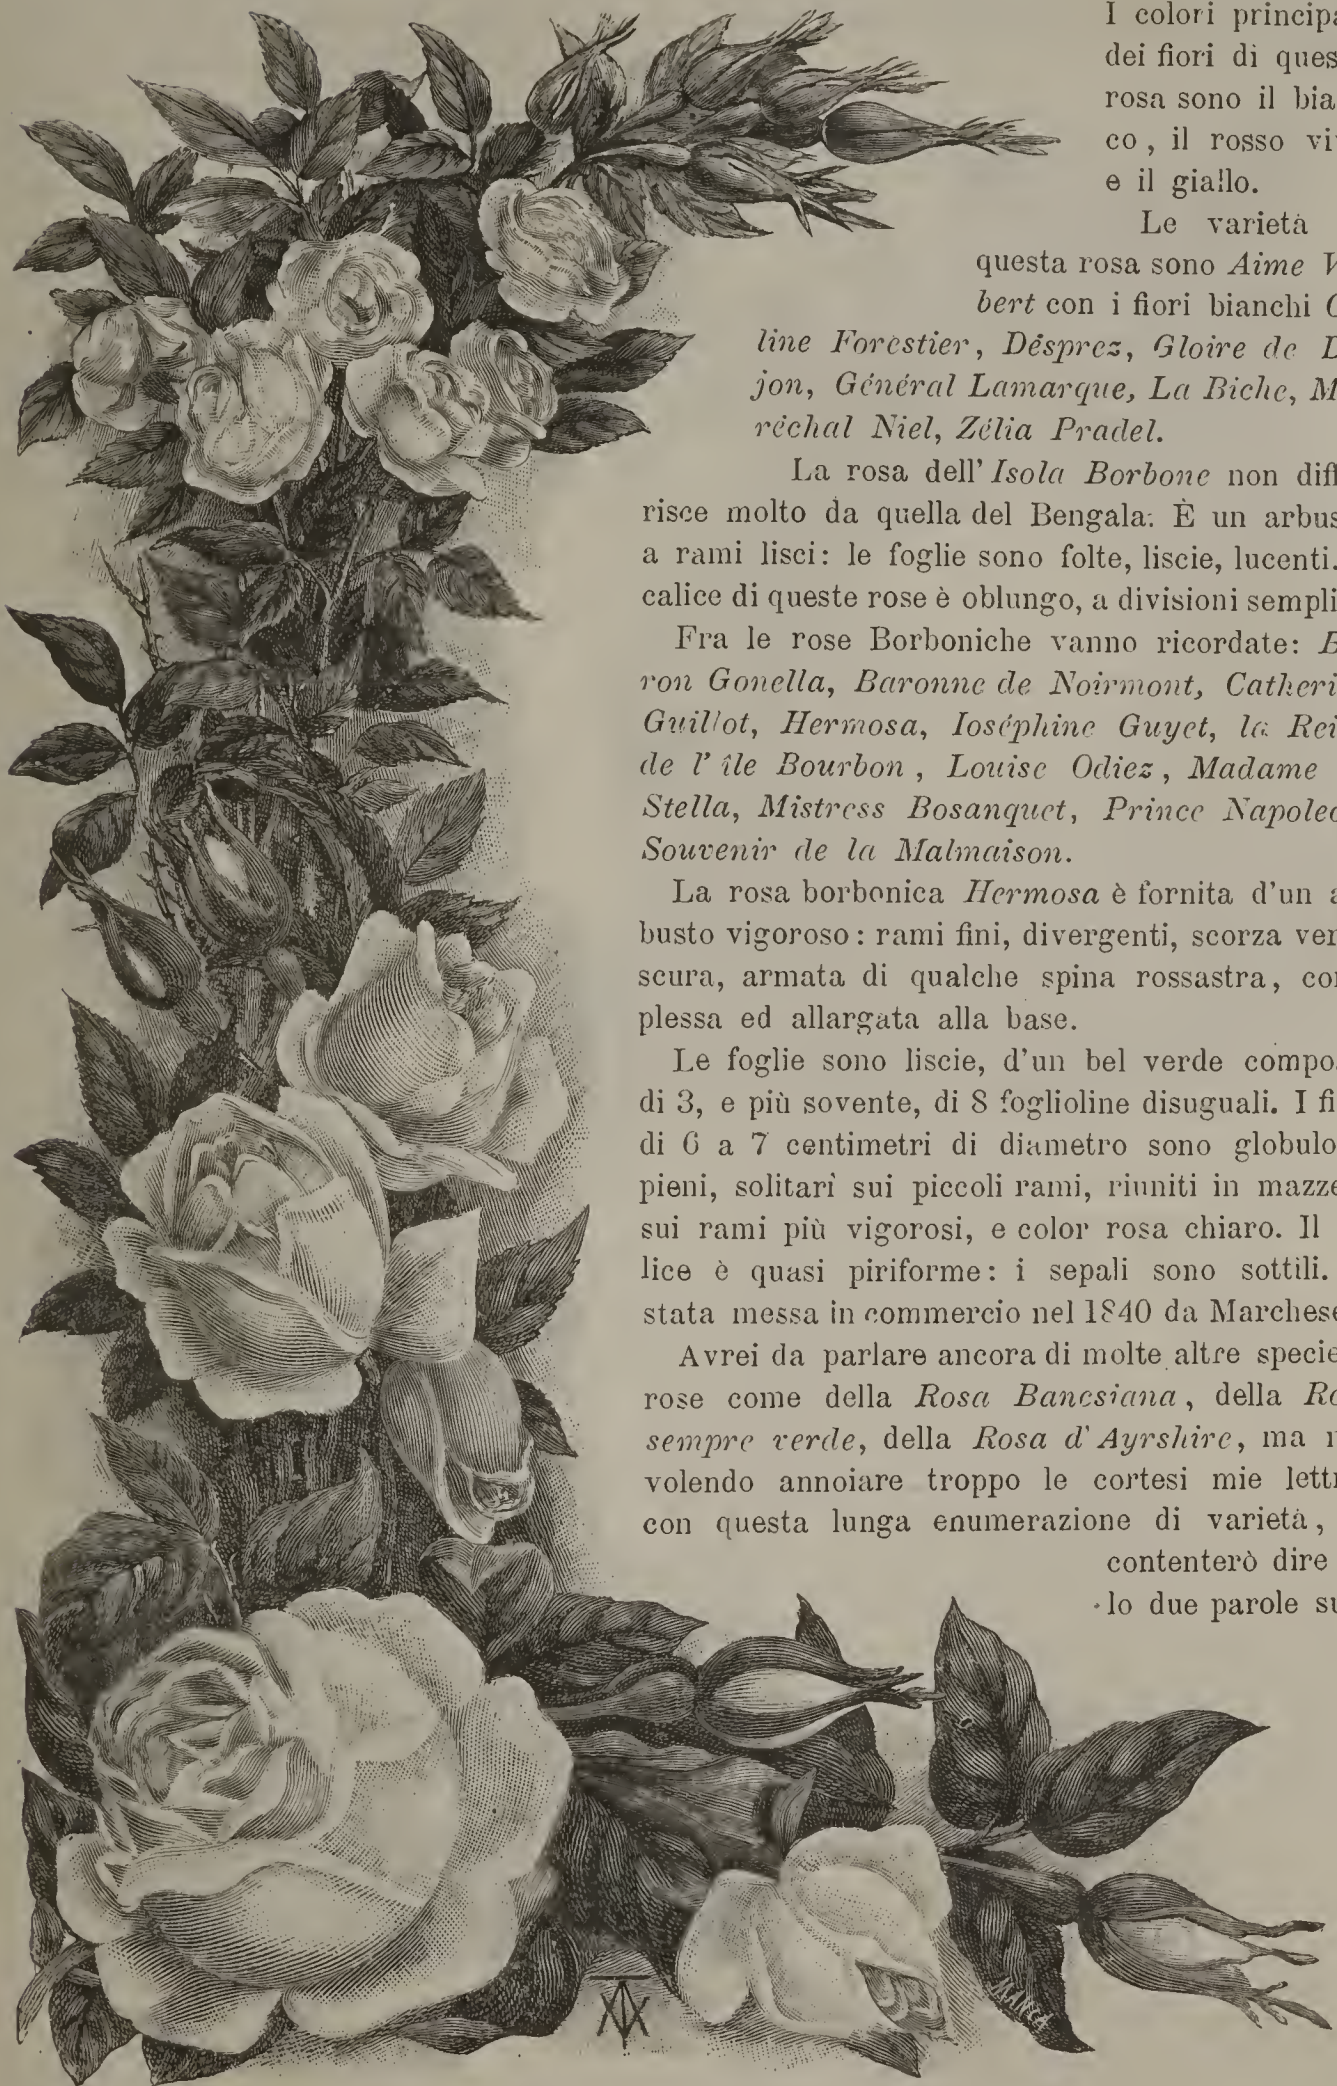 I colori principa
dei fiori di ques
rosa sono il bia
co, il rosso vi
e il giallo.
Le varietà
questa rosa sono Aime V
bert con i fiori bianchi C
line Forestier, Désprez, Gloire de D
jon, Général Lamarque, La Biche, M
réchal Niel, Zélia Pradel.
La rosa dell'Isola Borbone non diff
risce molto da quella del Bengala. È un arbus
a rami lisci: le foglie sono folte, liscie, lucenti.
calice di queste rose è oblungo, a divisioni sempli
Fra le rose Borboniche vanno ricordate: B
ron Gonella, Baronne de Noirmont, Catheri
Guillot, Hermosa, Ioséphine Guyet, la Rei
de l'île Bourbon, Louise Odiez, Madame
Stella, Mistress Bosanquet, Prince Napoleo
Souvenir de la Malmaison.
La rosa borbonica Hermosa è fornita d'un a
busto vigoroso: rami fini, divergenti, scorza ver
scura, armata di qualche spina rossastra, co
plessa ed allargata alla base.
Le foglie sono liscie, d'un bel verde compo
di 3, e più sovente, di 8 foglioline disuguali. I fi
di 6 a 7 centimetri di diametro sono globulo
pieni, solitarî sui piccoli rami, riuniti in mazze
sui rami più vigorosi, e color rosa chiaro. Il
lice è quasi piriforme: i sepali sono sottili.
stata messa in commercio nel 1840 da Marchese
Avrei da parlare ancora di molte altre specie
rose come della Rosa Bancsiana, della Ro
sempre verde, della Rosa d'Ayrshire, ma n
volendo annoiare troppo le cortesi mie lettr
con questa lunga enumerazione di varietà,
contenterò dire
lo due parole su